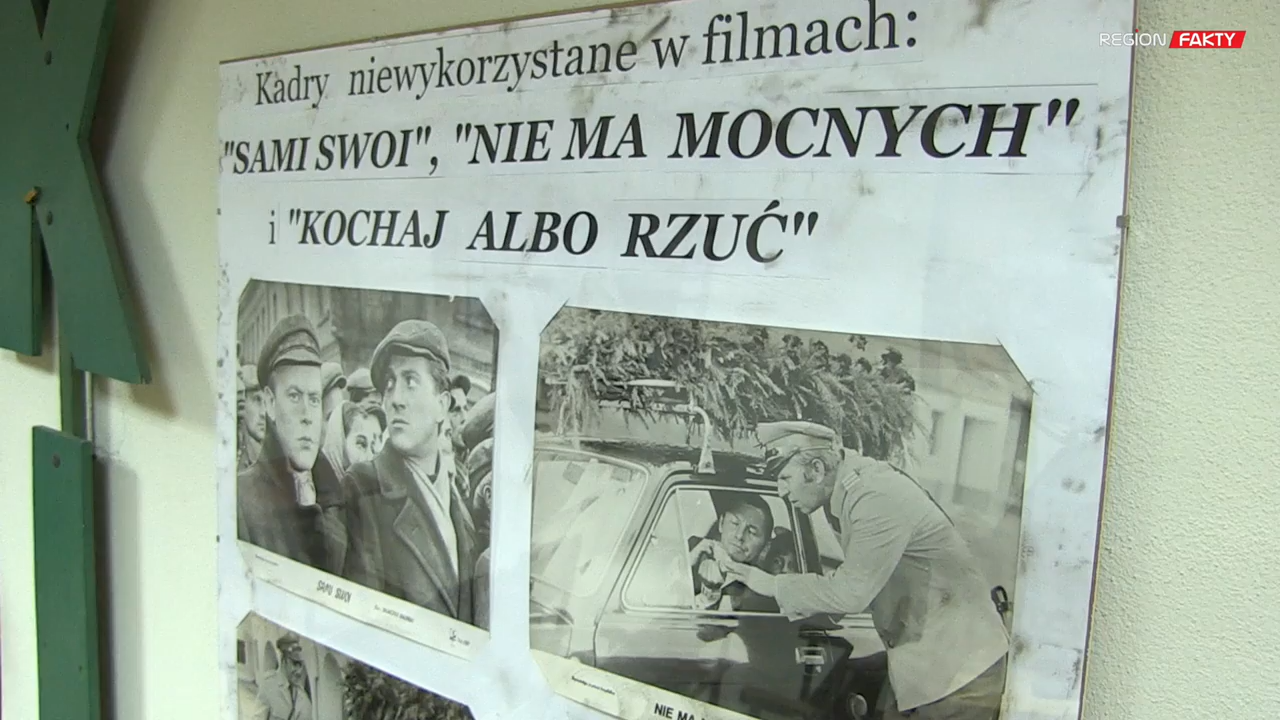 REGION FAKTY
Kadry niewykorzystane w filmach:
"SAMI SWOI", "NIE MA MOCNYCH"
i "KOCHAJ ALBO RZUĆ"
SAMI SWOI
NIE MA